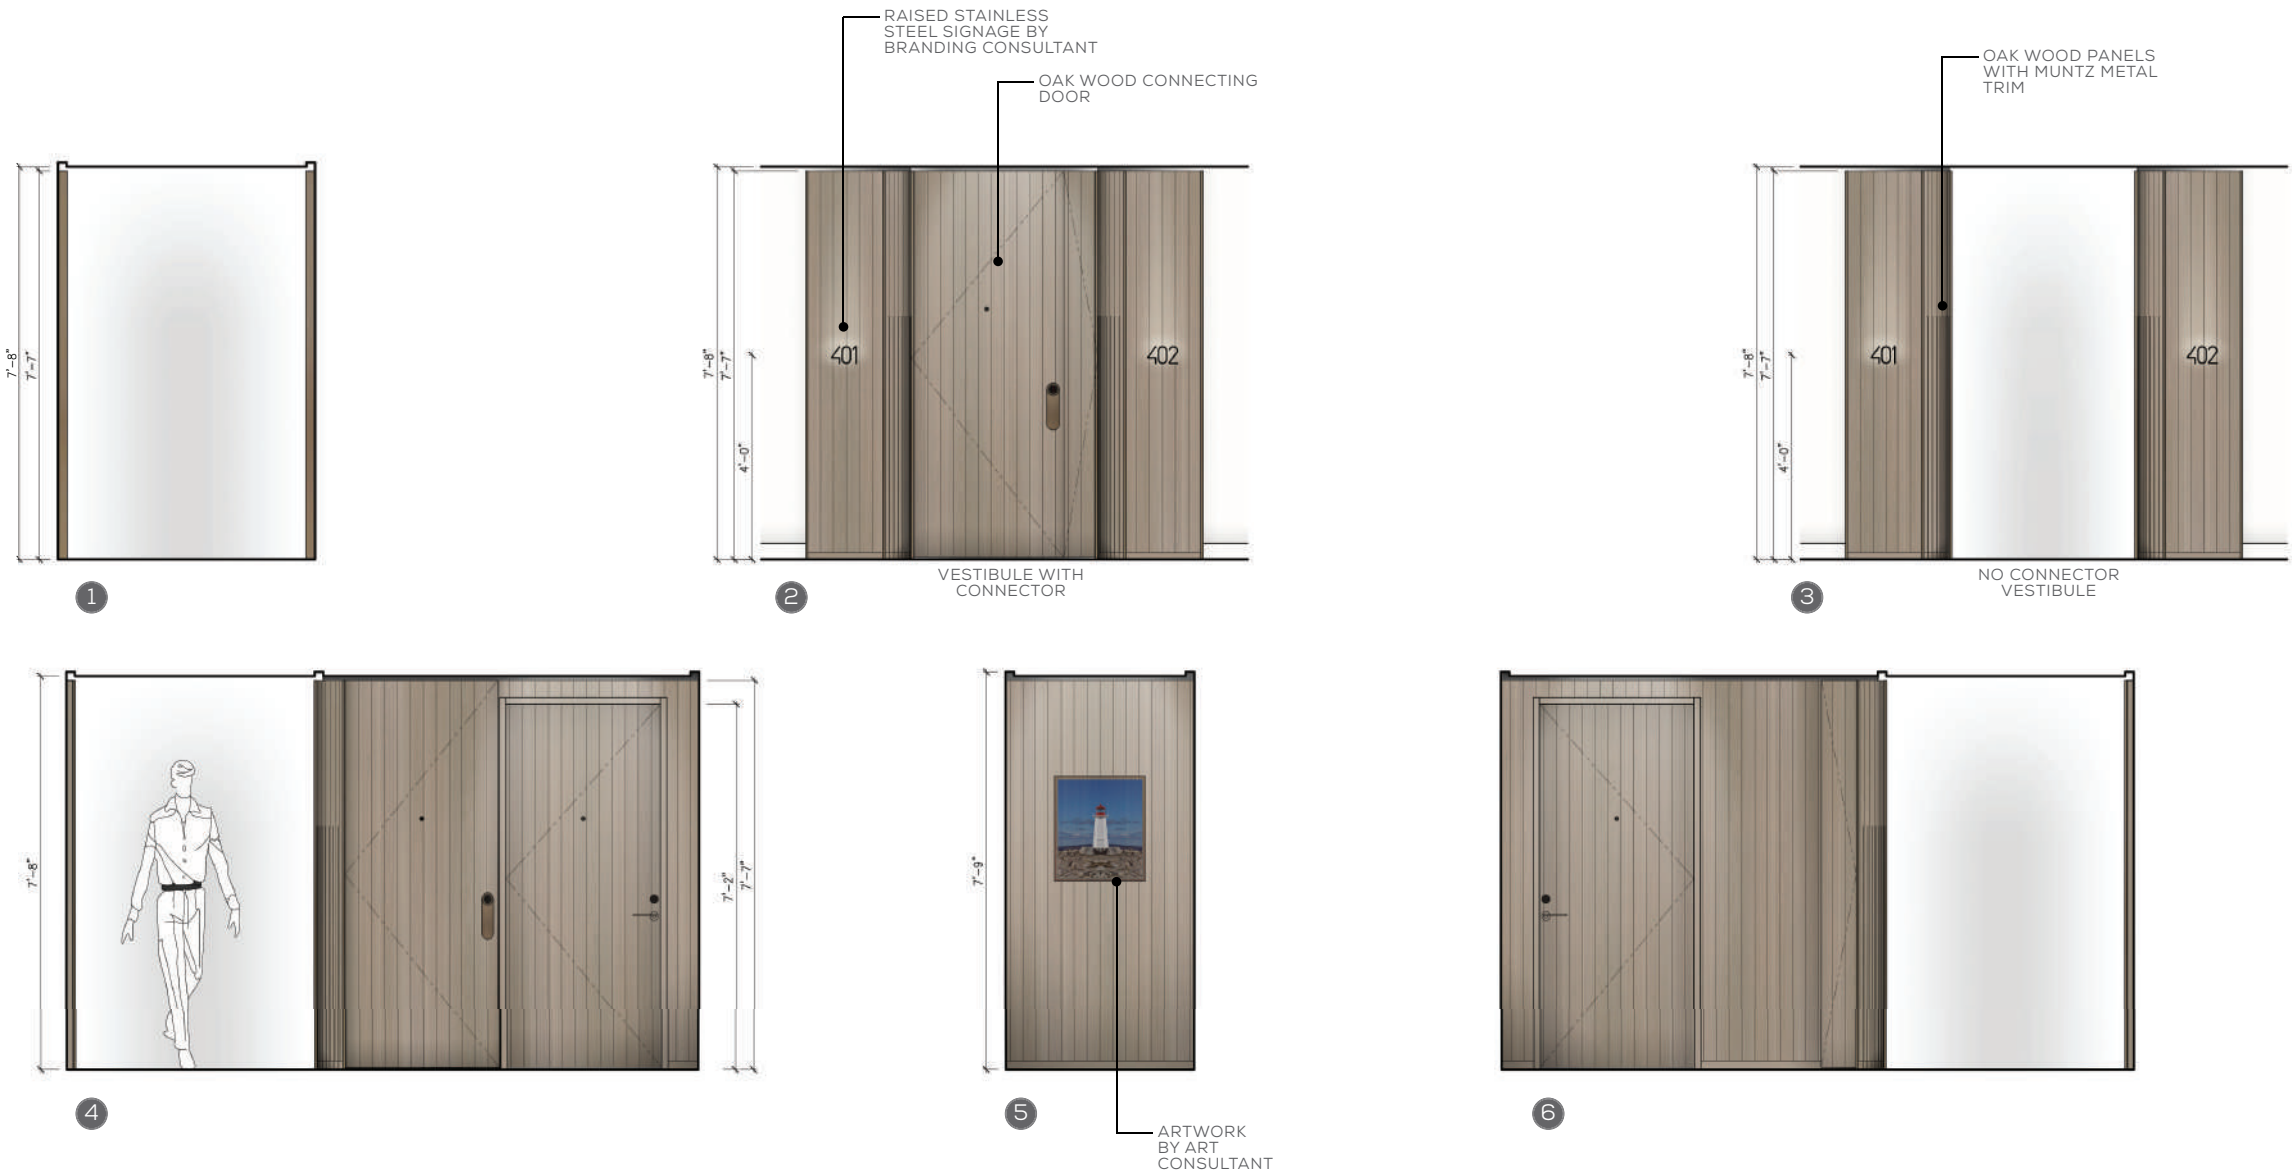 RAISED STAINLESS
STEEL SIGNAGE BY
BRANDING CONSULTANT
OAK WOOD CONNECTING
DOOR
OAK WOOD PANELS
WITH MUNTZ METAL
TRIM
7'-8"
7'-7"
1
7'-8"
7'-7"
4'-0"
401
402
VESTIBULE WITH
CONNECTOR
2
7'-8"
7'-7"
4'-0"
401
402
NO CONNECTOR
VESTIBULE
3
7'-8"
7'-2"
7'-7"
4
7'-9"
5
ARTWORK
BY ART
CONSULTANT
6